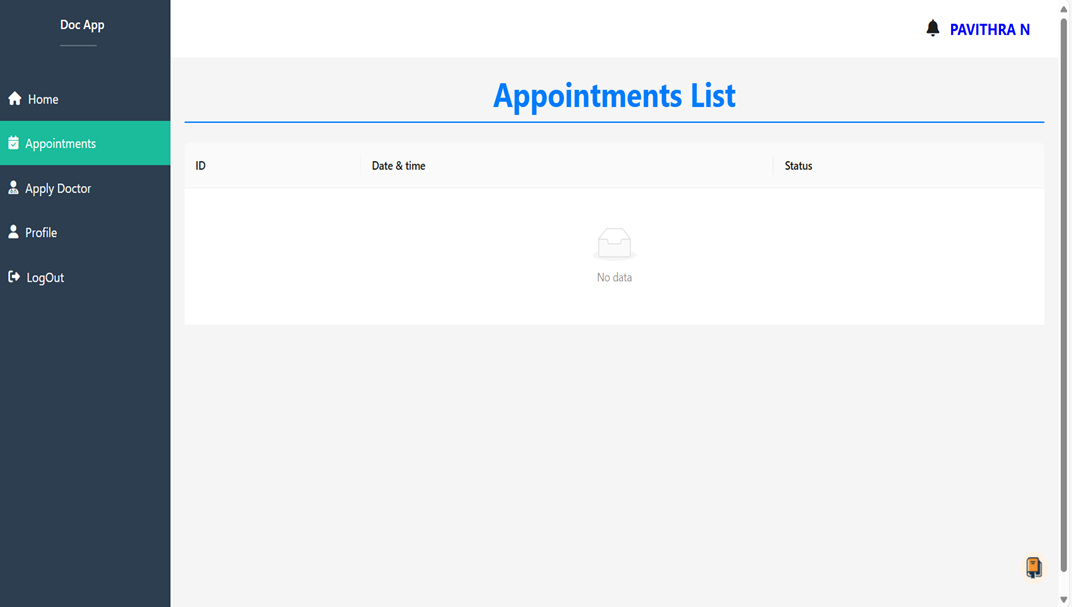 Doc App
PAVITHRA N
Home
Appointments
Apply Doctor
Profile
LogOut
Appointments List
ID Date & time Status
No data